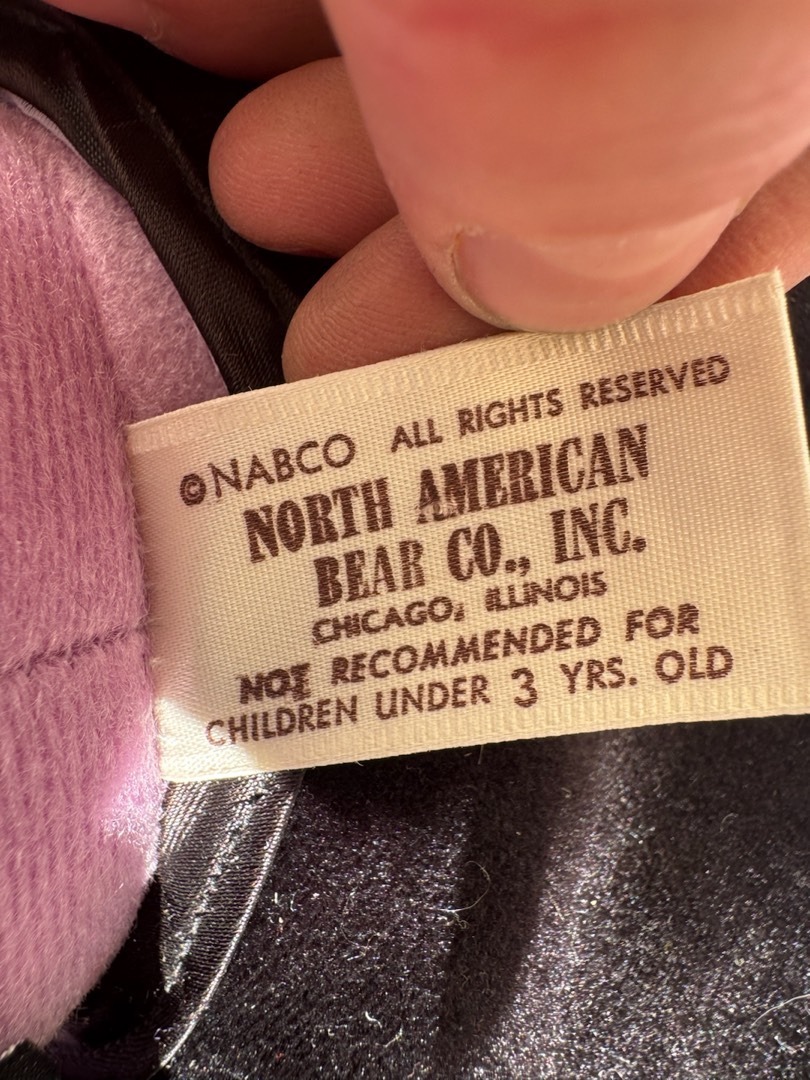 ©NABCO ALL RIGHTS RESERVED
NORTH AMERICAN
BEAR CO., INC.
CHICAGO, ILLINOIS
NOT RECOMMENDED FOR
CHILDREN UNDER 3 YRS. OLD